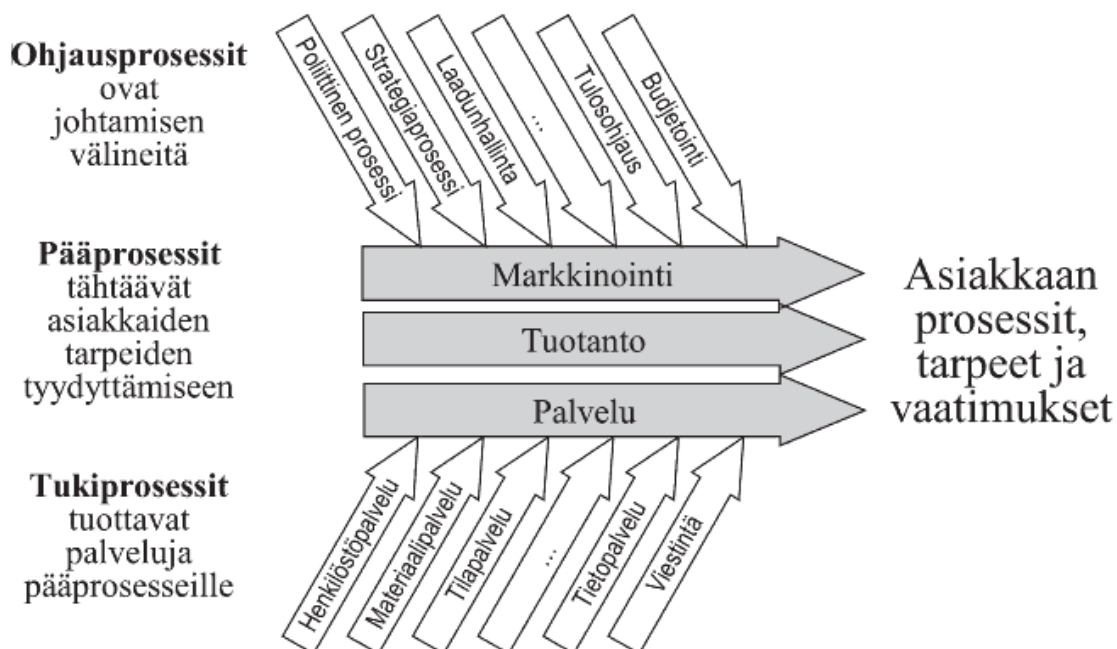 Ohjausprosessit
ovat
johtamisen
välineitä
Poliittinen prosessi
Strategiaprosessi
Laadunhallinta
...
Tulosohjaus
Budjetointi
Pääprosessit
tähtäävät
asiakkaiden
tarpeiden
tyydyttämiseen
Markkinointi
Tuotanto
Palvelu
Asiakkaan
prosessit,
tarpeet ja
vaatimukset
Tukiprosessit
tuottavat
palveluja
pääprosesseille
Henkilöstöpalvelu
Materiaalipalvelu
Tilapalvelu
...
Tietopalvelu
Viestintä